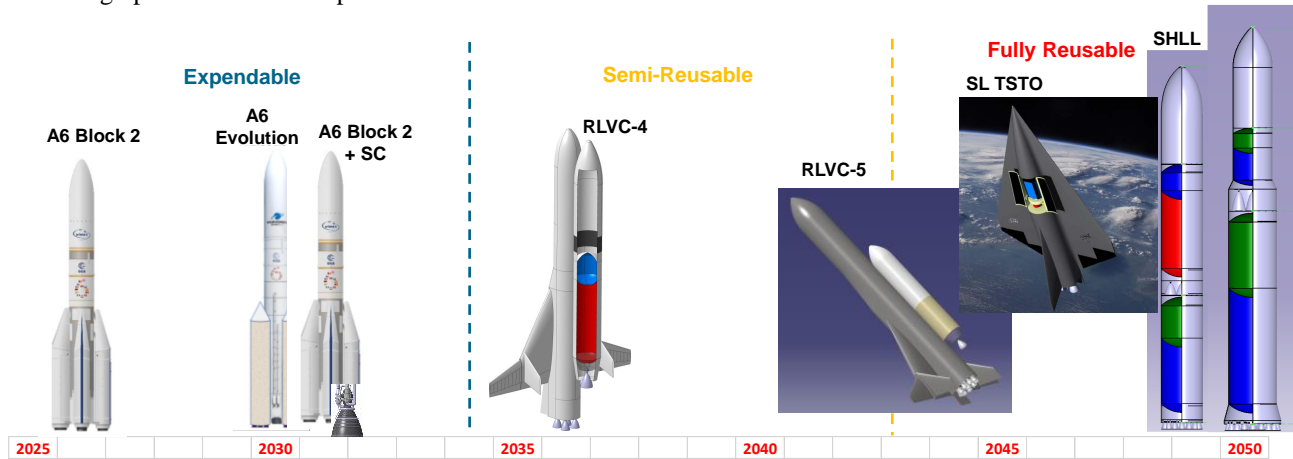 Expendable
Semi-Reusable
Fully Reusable
SHLL
SL TSTO
A6 Block 2
A6
Evolution
A6 Block 2
+ SC
RLVC-4
RLVC-5
2025
2030
2035
2040
2045
2050